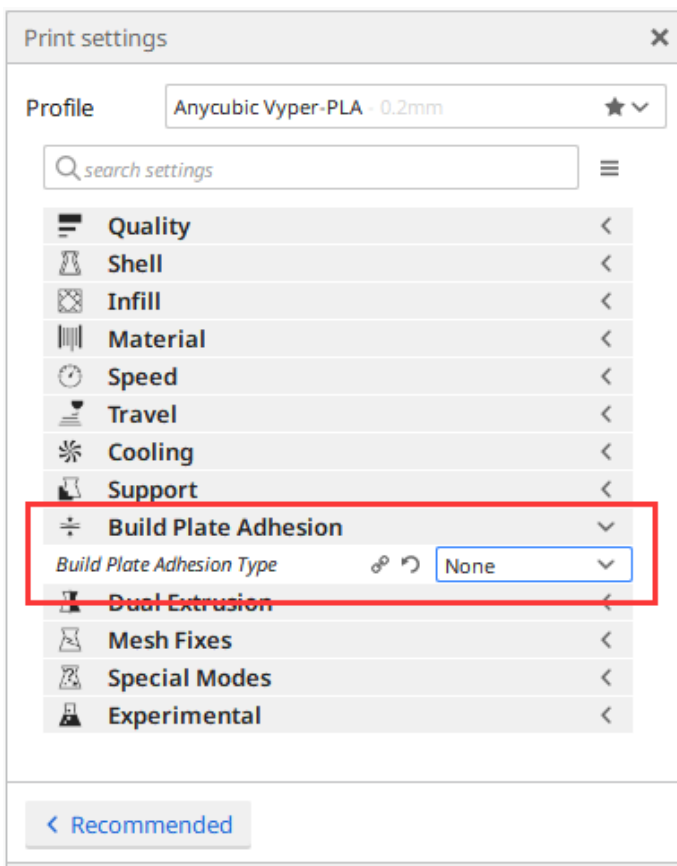 Print settings
Profile
Anycubic Vyper-PLA - 0.2mm
search settings
Quality
Shell
Infill
Material
Speed
Travel
Cooling
Support
Build Plate Adhesion
Build Plate Adhesion Type
None
Dual Extrusion
Mesh Fixes
Special Modes
Experimental
Recommended